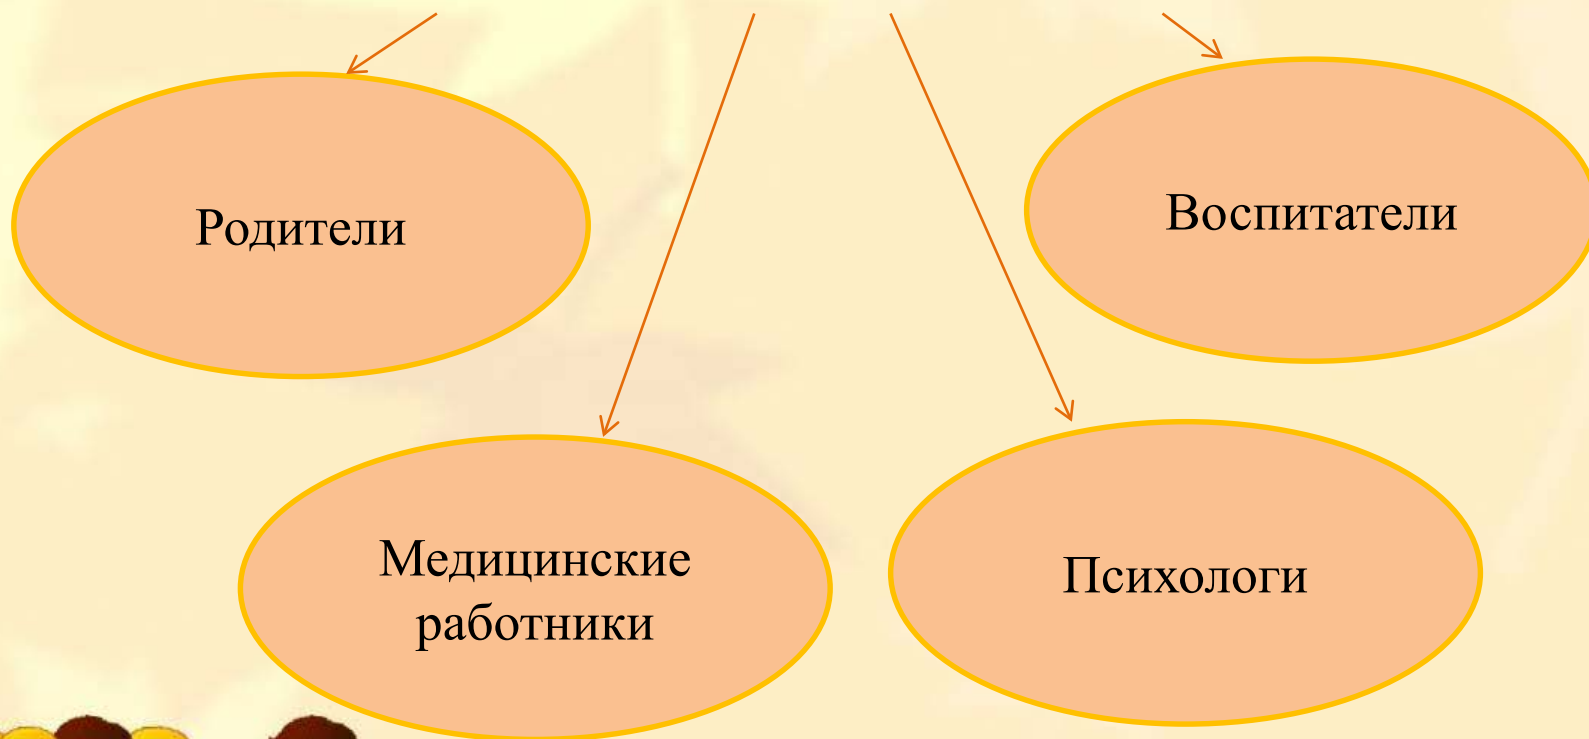 Родители
Воспитатели
Медицинские
работники
Психологи